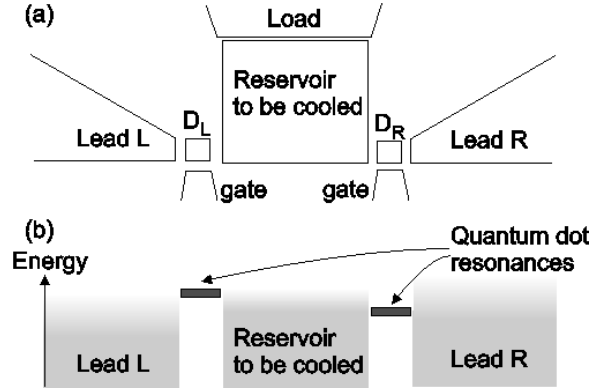 (a)
Load
Reservoir
to be cooled
D_L
D_R
Lead L
Lead R
gate
gate
(b)
Energy
Quantum dot
resonances
Lead L
Reservoir
to be cooled
Lead R